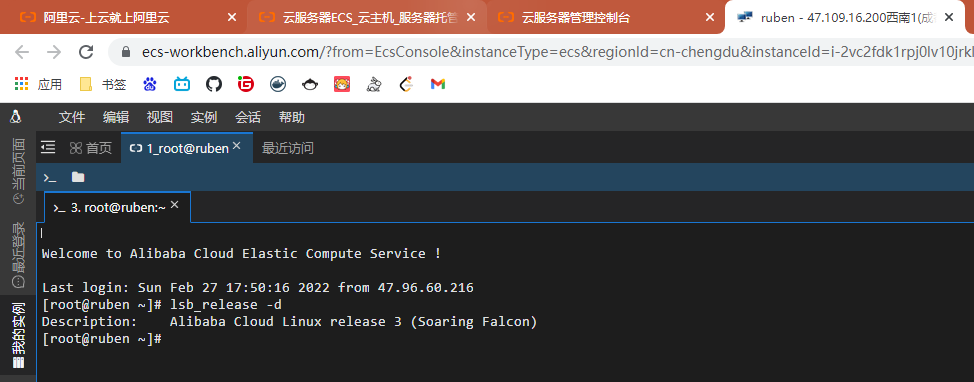 阿里云-上云就上阿里云
云服务器ECS_云主机_服务器托管
云服务器管理控制台
ruben - 47.109.16.200西南1(成
ecs-workbench.aliyun.com/?from=EcsConsole&instanceType=ecs&regionId=cn-chengdu&instanceId=i-2vc2fdk1rpj0lv10jrk
应用
书签
文件 编辑 视图 实例 会话 帮助
首页
1_root@ruben
最近访问
当前页面
最近登录
我的实例
3. root@ruben:~
Welcome to Alibaba Cloud Elastic Compute Service !
Last login: Sun Feb 27 17:50:16 2022 from 47.96.60.216
[root@ruben ~]# lsb_release -d
Description:    Alibaba Cloud Linux release 3 (Soaring Falcon)
[root@ruben ~]#